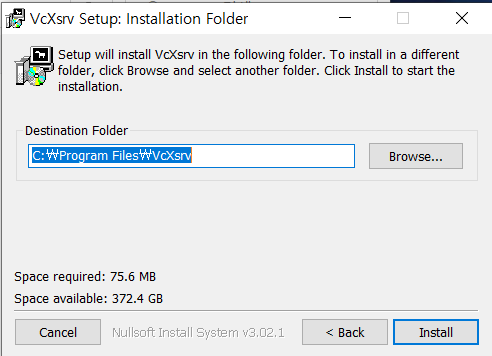 VcXsrv Setup: Installation Folder
Setup will install VcXsrv in the following folder. To install in a different
folder, click Browse and select another folder. Click Install to start the
installation.
Destination Folder
C:₩Program Files₩VcXsrv
Browse...
Space required: 75.6 MB
Space available: 372.4 GB
Cancel
Nullsoft Install System v3.02.1
< Back
Install